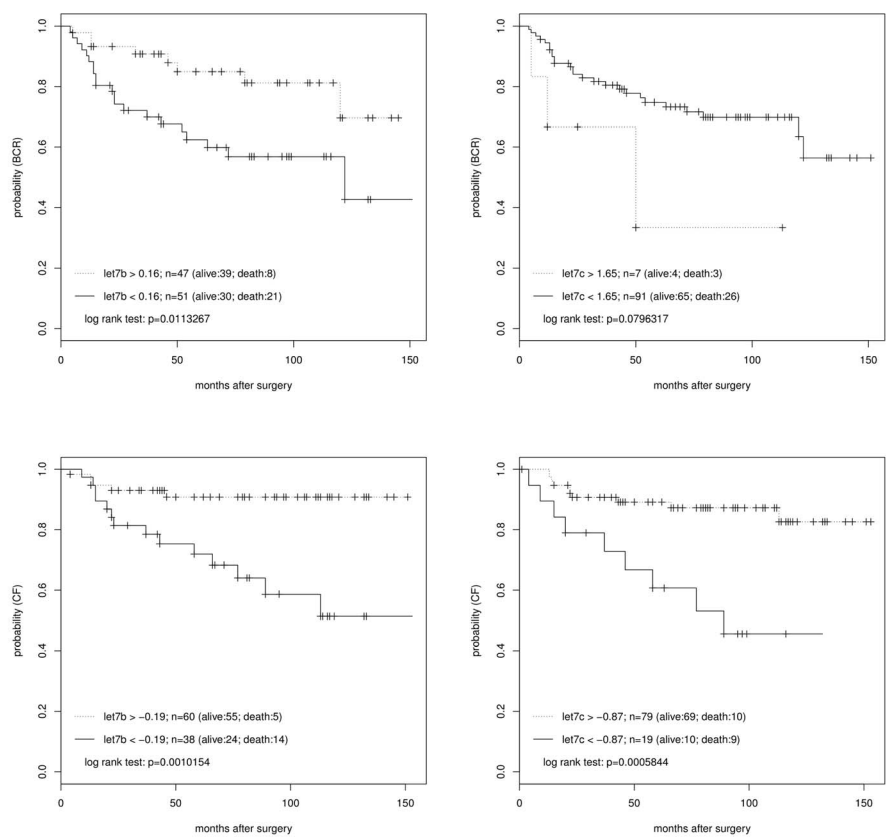 probability (BCR)
0.0 0.2 0.4 0.6 0.8 1.0
let7b > 0.16; n=47 (alive:39; death:8)
let7b < 0.16; n=51 (alive:30; death:21)
log rank test: p=0.0113267
0 50 100 150
months after surgery
probability (BCR)
0.0 0.2 0.4 0.6 0.8 1.0
let7c > 1.65; n=7 (alive:4; death:3)
let7c < 1.65; n=91 (alive:65; death:26)
log rank test: p=0.0796317
0 50 100 150
months after surgery
probability (CF)
0.0 0.2 0.4 0.6 0.8 1.0
let7b > −0.19; n=60 (alive:55; death:5)
let7b < −0.19; n=38 (alive:24; death:14)
log rank test: p=0.0010154
0 50 100 150
months after surgery
probability (CF)
0.0 0.2 0.4 0.6 0.8 1.0
let7c > −0.87; n=79 (alive:69; death:10)
let7c < −0.87; n=19 (alive:10; death:9)
log rank test: p=0.0005844
0 50 100 150
months after surgery